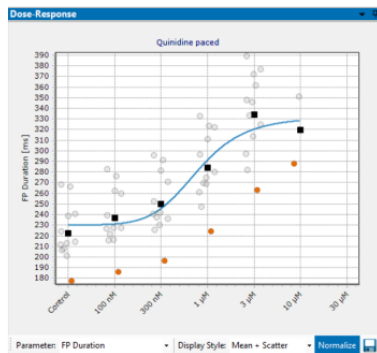 Dose-Response
Quinidine paced
FP Duration [ms]
390
380
370
360
350
340
330
320
310
300
290
280
270
260
250
240
230
220
210
200
190
180
Control
100 nM
300 nM
1 µM
3 µM
10 µM
30 µM
Parameter: FP Duration
Display Style: Mean + Scatter
Normalize